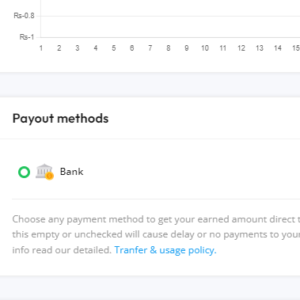 Rs-0.8
Rs-1
1 2 3 4 5 6 7 8 9 10 11 12 13 14 15
Payout methods
Bank
Choose any payment method to get your earned amount direct t
this empty or unchecked will cause delay or no payments to your
info read our detailed. Tranfer & usage policy.